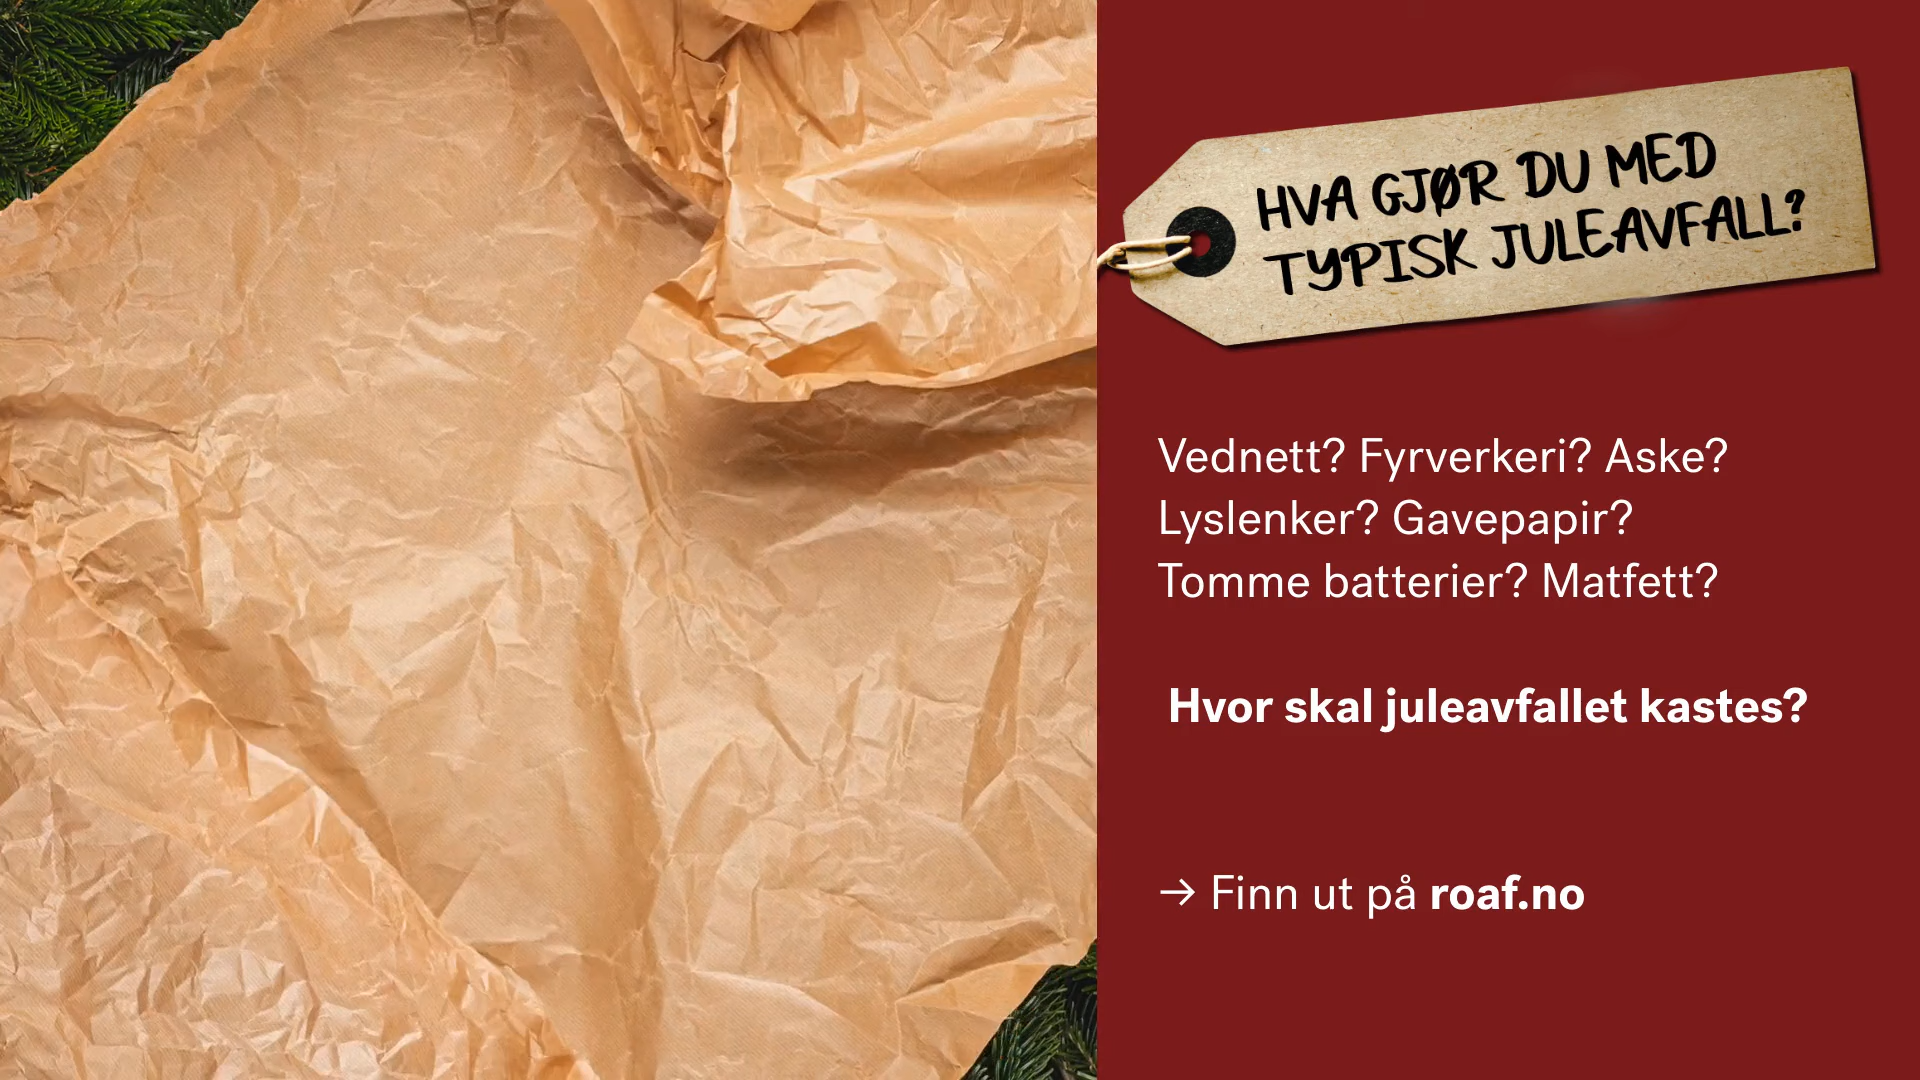 HVA GJØR DU MED
TYPISK JULEAVFALL?
Vednett? Fyrverkeri? Aske?
Lyslenker? Gavepapir?
Tomme batterier? Matfett?
Hvor skal juleavfallet kastes?
→ Finn ut på roaf.no